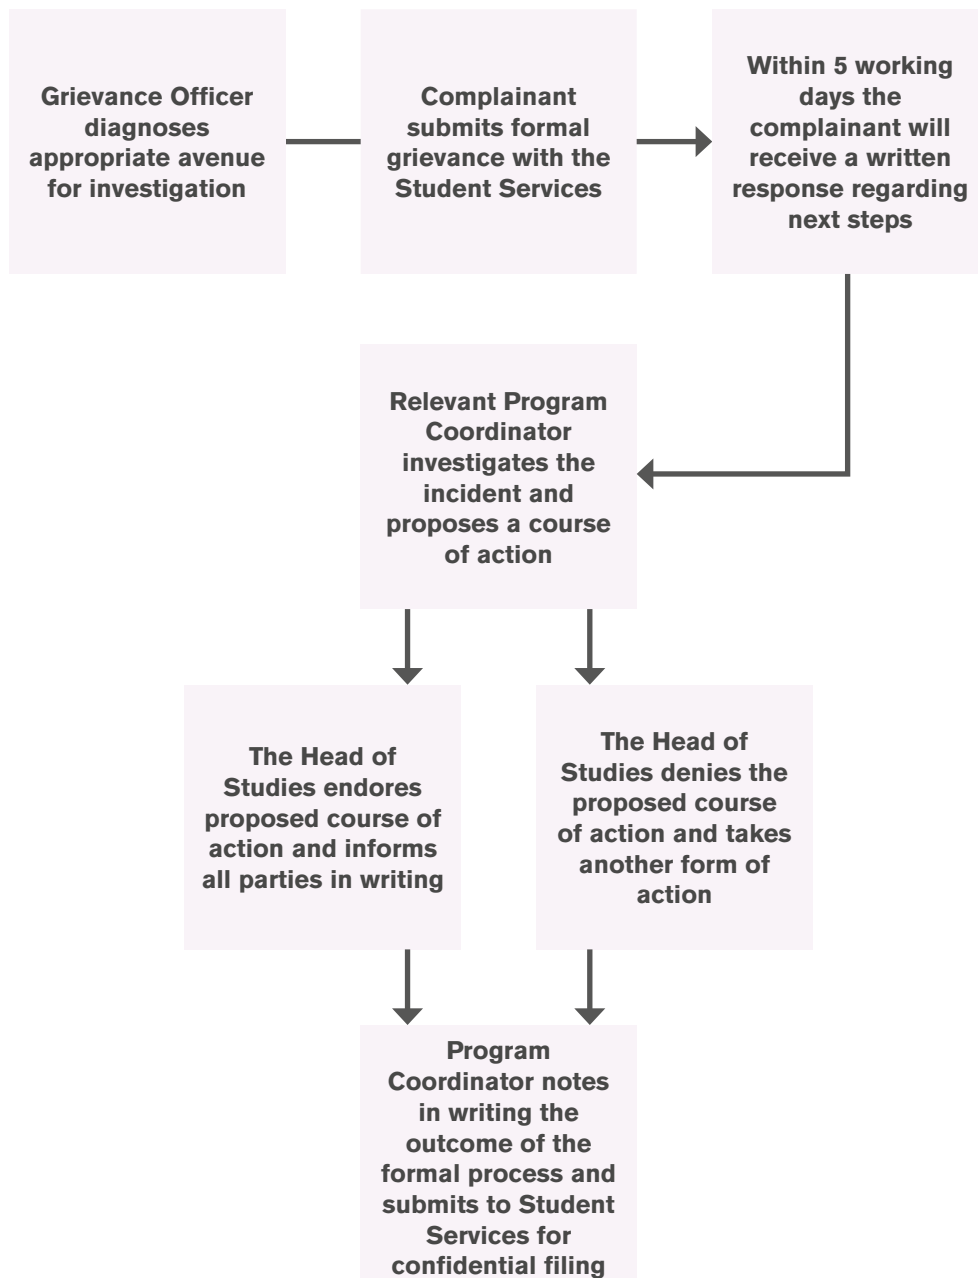 Grievance Officer
diagnoses
appropriate avenue
for investigation
Complainant
submits formal
grievance with the
Student Services
Within 5 working
days the
complainant will
receive a written
response regarding
next steps
Relevant Program
Coordinator
investigates the
incident and
proposes a course
of action
The Head of
Studies endores
proposed course of
action and informs
all parties in writing
The Head of
Studies denies the
proposed course
of action and takes
another form of
action
Program
Coordinator notes
in writing the
outcome of the
formal process and
submits to Student
Services for
confidential filing